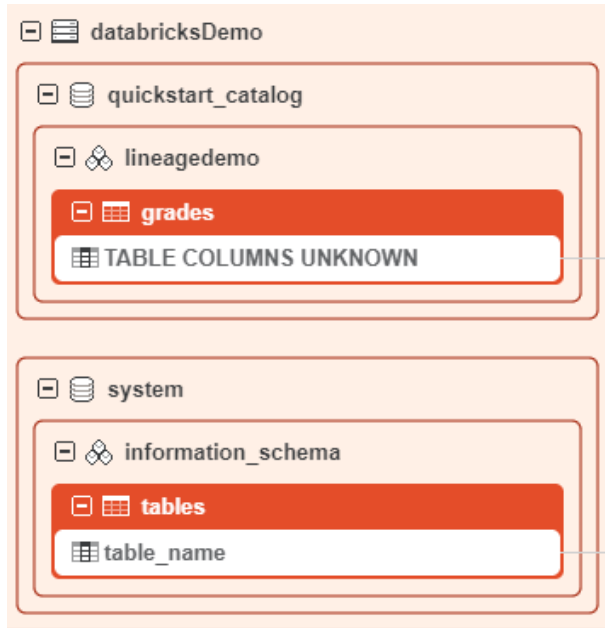 databricksDemo
quickstart_catalog
lineagedemo
grades
TABLE COLUMNS UNKNOWN
system
information_schema
tables
table_name